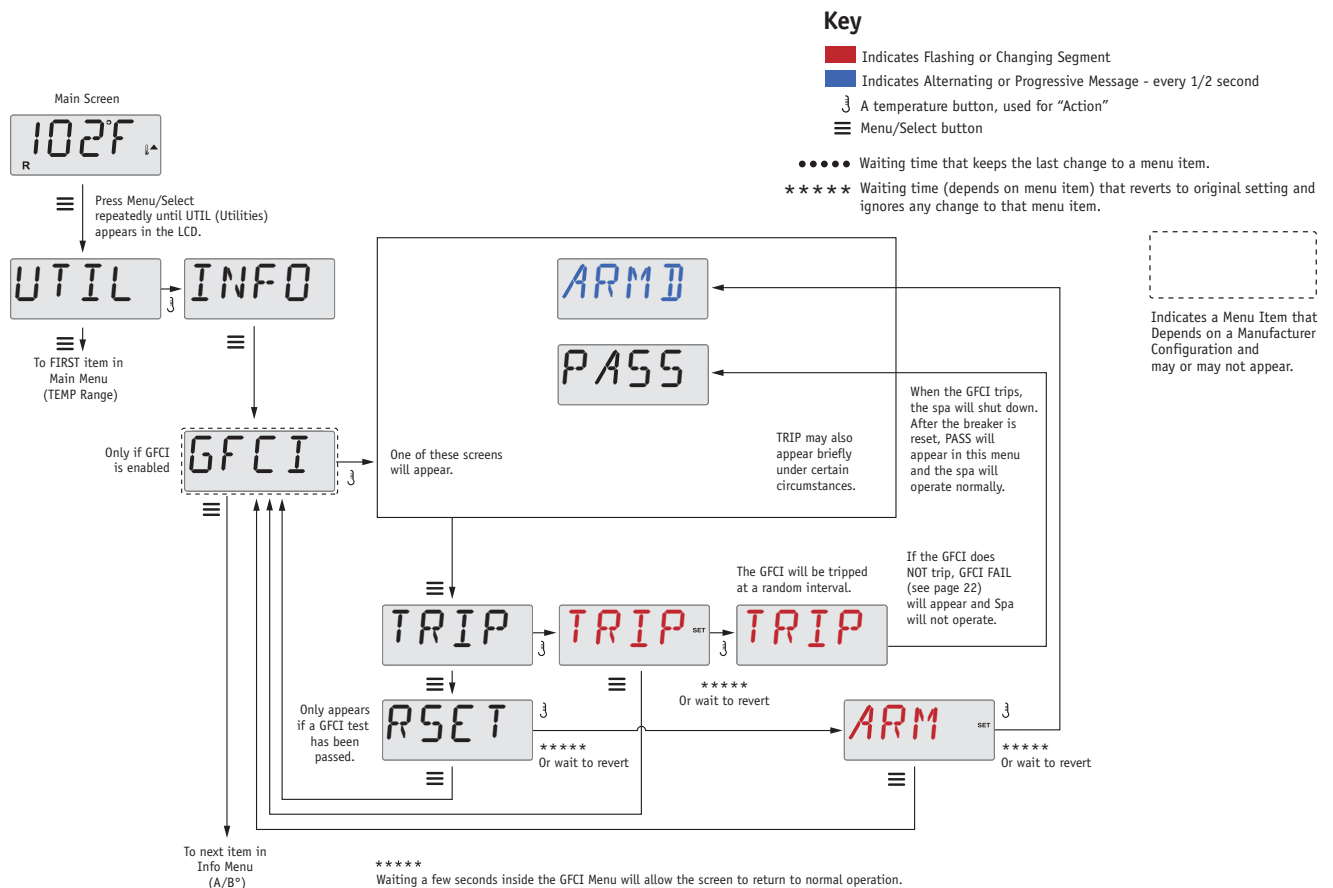 Key
Indicates Flashing or Changing Segment
Indicates Alternating or Progressive Message - every 1/2 second
A temperature button, used for “Action”
Menu/Select button
••••• Waiting time that keeps the last change to a menu item.
***** Waiting time (depends on menu item) that reverts to original setting and
ignores any change to that menu item.
Indicates a Menu Item that
Depends on a Manufacturer
Configuration and
may or may not appear.
Main Screen
102°F
R
Press Menu/Select
repeatedly until UTIL (Utilities)
appears in the LCD.
UTIL
INFO
To FIRST item in
Main Menu
(TEMP Range)
Only if GFCI
is enabled
GFCI
One of these screens
will appear.
ARMD
PASS
TRIP may also
appear briefly
under certain
circumstances.
When the GFCI trips,
the spa will shut down.
After the breaker is
reset, PASS will
appear in this menu
and the spa will
operate normally.
If the GFCI does
NOT trip, GFCI FAIL
(see page 22)
will appear and Spa
will not operate.
The GFCI will be tripped
at a random interval.
TRIP
TRIP SET
TRIP
*****
Or wait to revert
Only appears
if a GFCI test
has been
passed.
RSET
*****
Or wait to revert
ARM SET
*****
Or wait to revert
To next item in
Info Menu
(A/B°)
*****
Waiting a few seconds inside the GFCI Menu will allow the screen to return to normal operation.